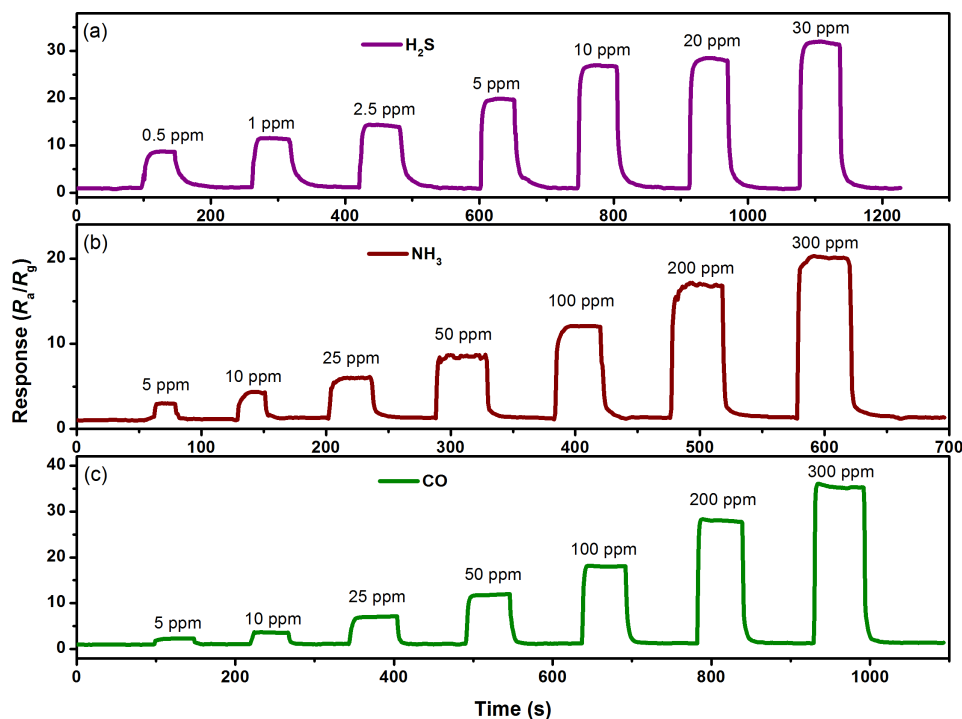 (a)
H₂S
0.5 ppm
1 ppm
2.5 ppm
5 ppm
10 ppm
20 ppm
30 ppm
0
10
20
30
0 200 400 600 800 1000 1200
(b)
NH₃
5 ppm
10 ppm
25 ppm
50 ppm
100 ppm
200 ppm
300 ppm
0
10
20
0 100 200 300 400 500 600 700
Response (Rₐ/R_g)
(c)
CO
5 ppm
10 ppm
25 ppm
50 ppm
100 ppm
200 ppm
300 ppm
0
10
20
30
40
0 200 400 600 800 1000
Time (s)